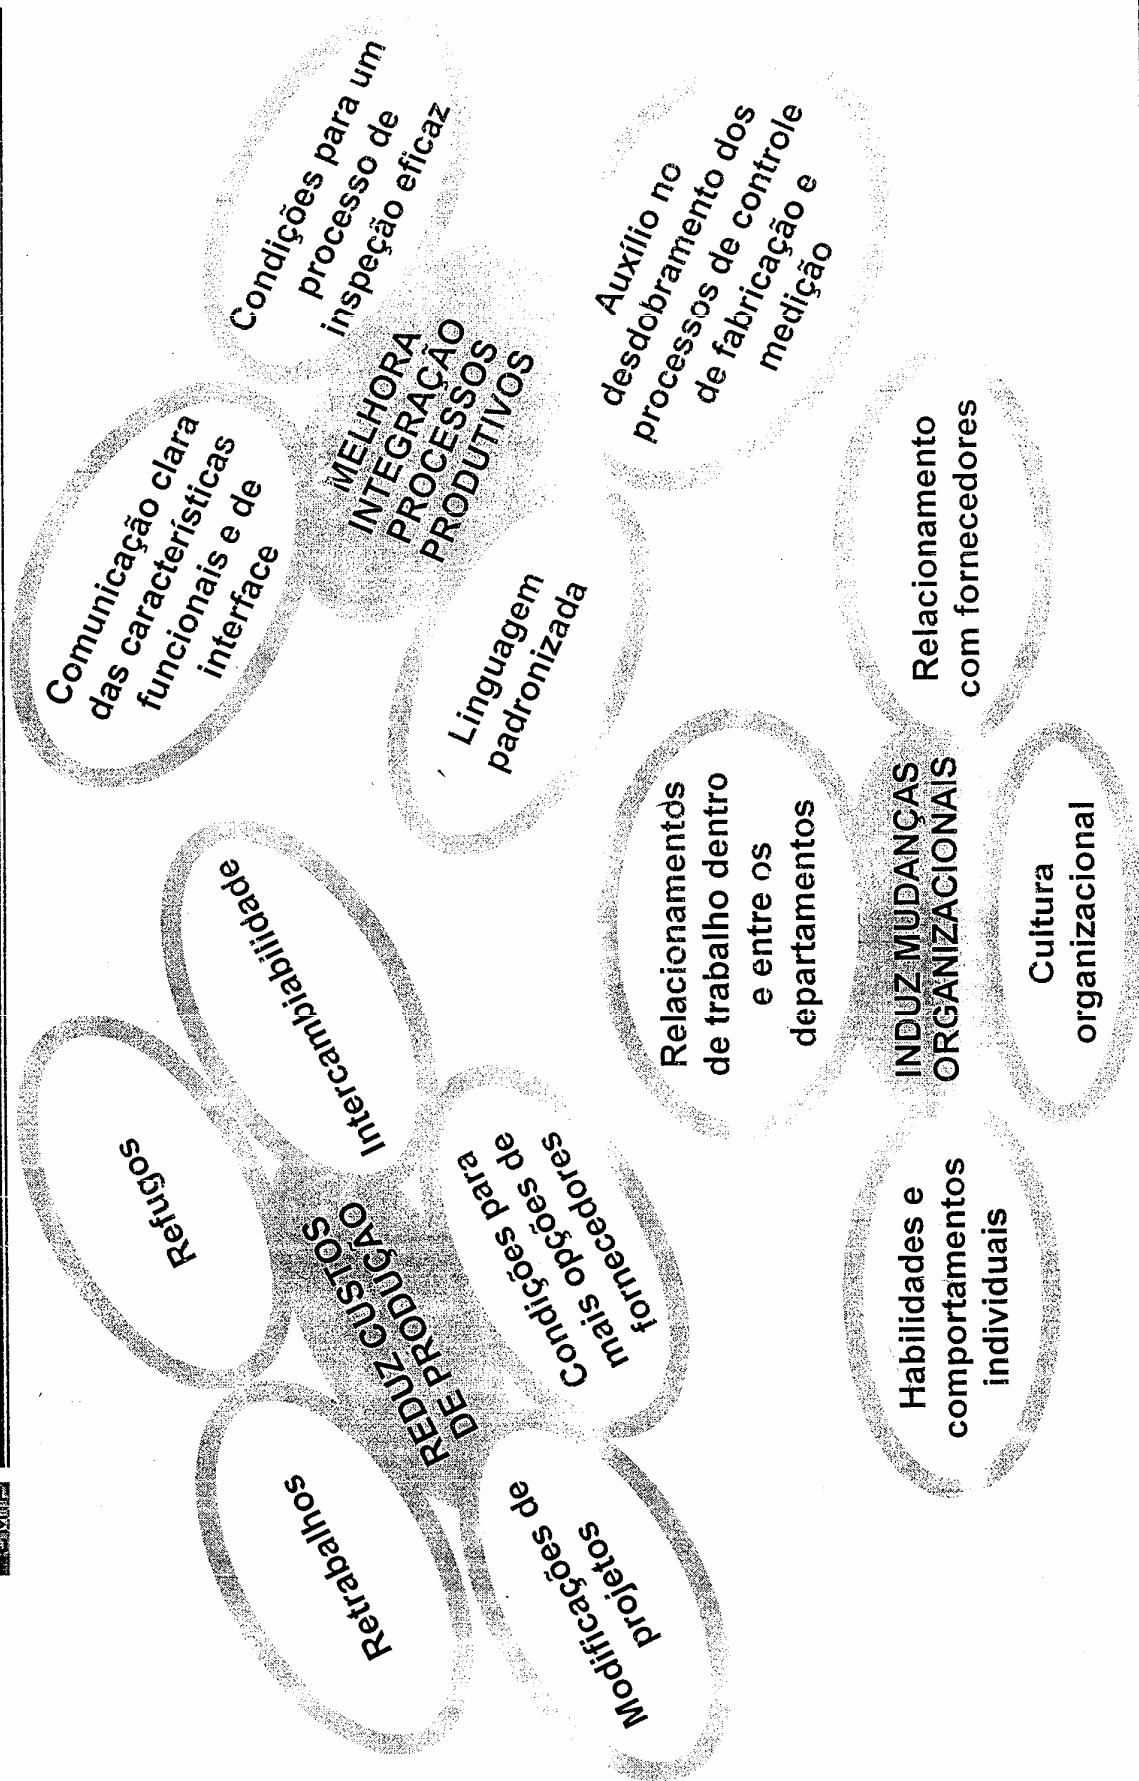 Retrabalhos
Refugos
Intercambiabilidade
REDUZ CUSTOS
DE PRODUÇÃO
Modificações de
projetos
Condições para
mais opções de
fornecedores
Comunicação clara
das características
funcionais e de
interface
Condições para um
processo de
inspeção eficaz
MELHORA
INTEGRAÇÃO
PROCESSOS
PRODUTIVOS
Linguagem
padronizada
Auxílio no
desdobramento dos
processos de controle
de fabricação e
medição
Relacionamentos
de trabalho dentro
e entre os
departamentos
Habilidades e
comportamentos
individuais
INDUZ MUDANÇAS
ORGANIZACIONAIS
Relacionamento
com fornecedores
Cultura
organizacional